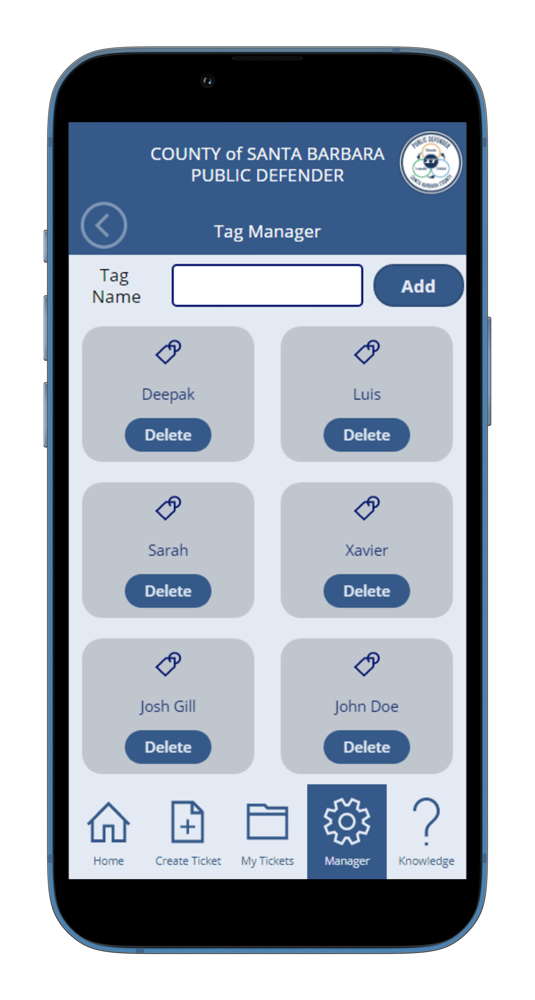 COUNTY of SANTA BARBARA
PUBLIC DEFENDER
PUBLIC DEFENDER
SANTA BARBARA COUNTY
Tag Manager
Tag
Name
Add
Deepak
Luis
Delete
Delete
Sarah
Xavier
Delete
Delete
Josh Gill
John Doe
Delete
Delete
Home
Create Ticket
My Tickets
Manager
Knowledge